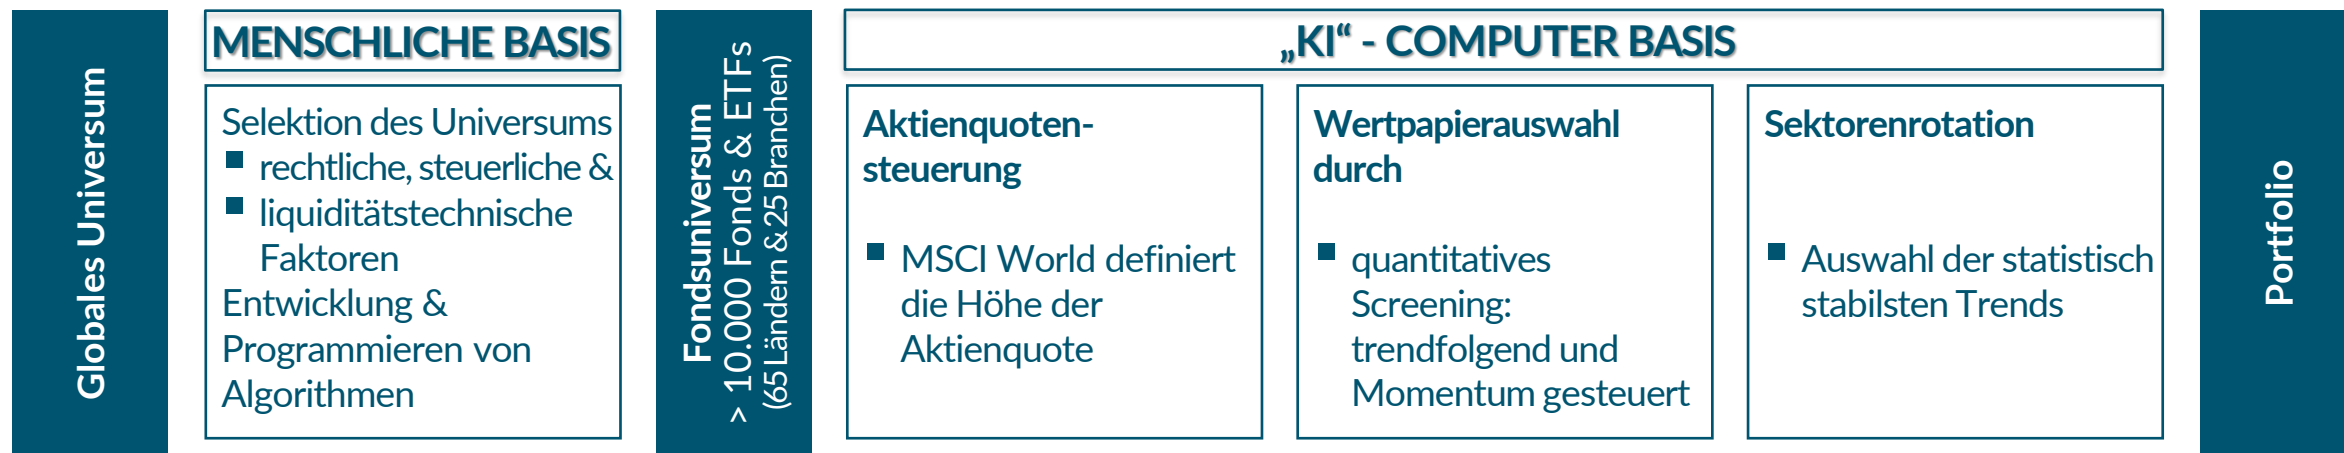 Globales Universum
MENSCHLICHE BASIS
Selektion des Universums
▪ rechtliche, steuerliche &
▪ liquiditätstechnische
Faktoren
Entwicklung &
Programmieren von
Algorithmen
Fondsuniversum
> 10.000 Fonds & ETFs
(65 Ländern & 25 Branchen)
„KI“ - COMPUTER BASIS
Aktienquoten-
steuerung
▪ MSCI World definiert
die Höhe der
Aktienquote
Wertpapierauswahl
durch
▪ quantitatives
Screening:
trendfolgend und
Momentum gesteuert
Sektorenrotation
▪ Auswahl der statistisch
stabilsten Trends
Portfolio